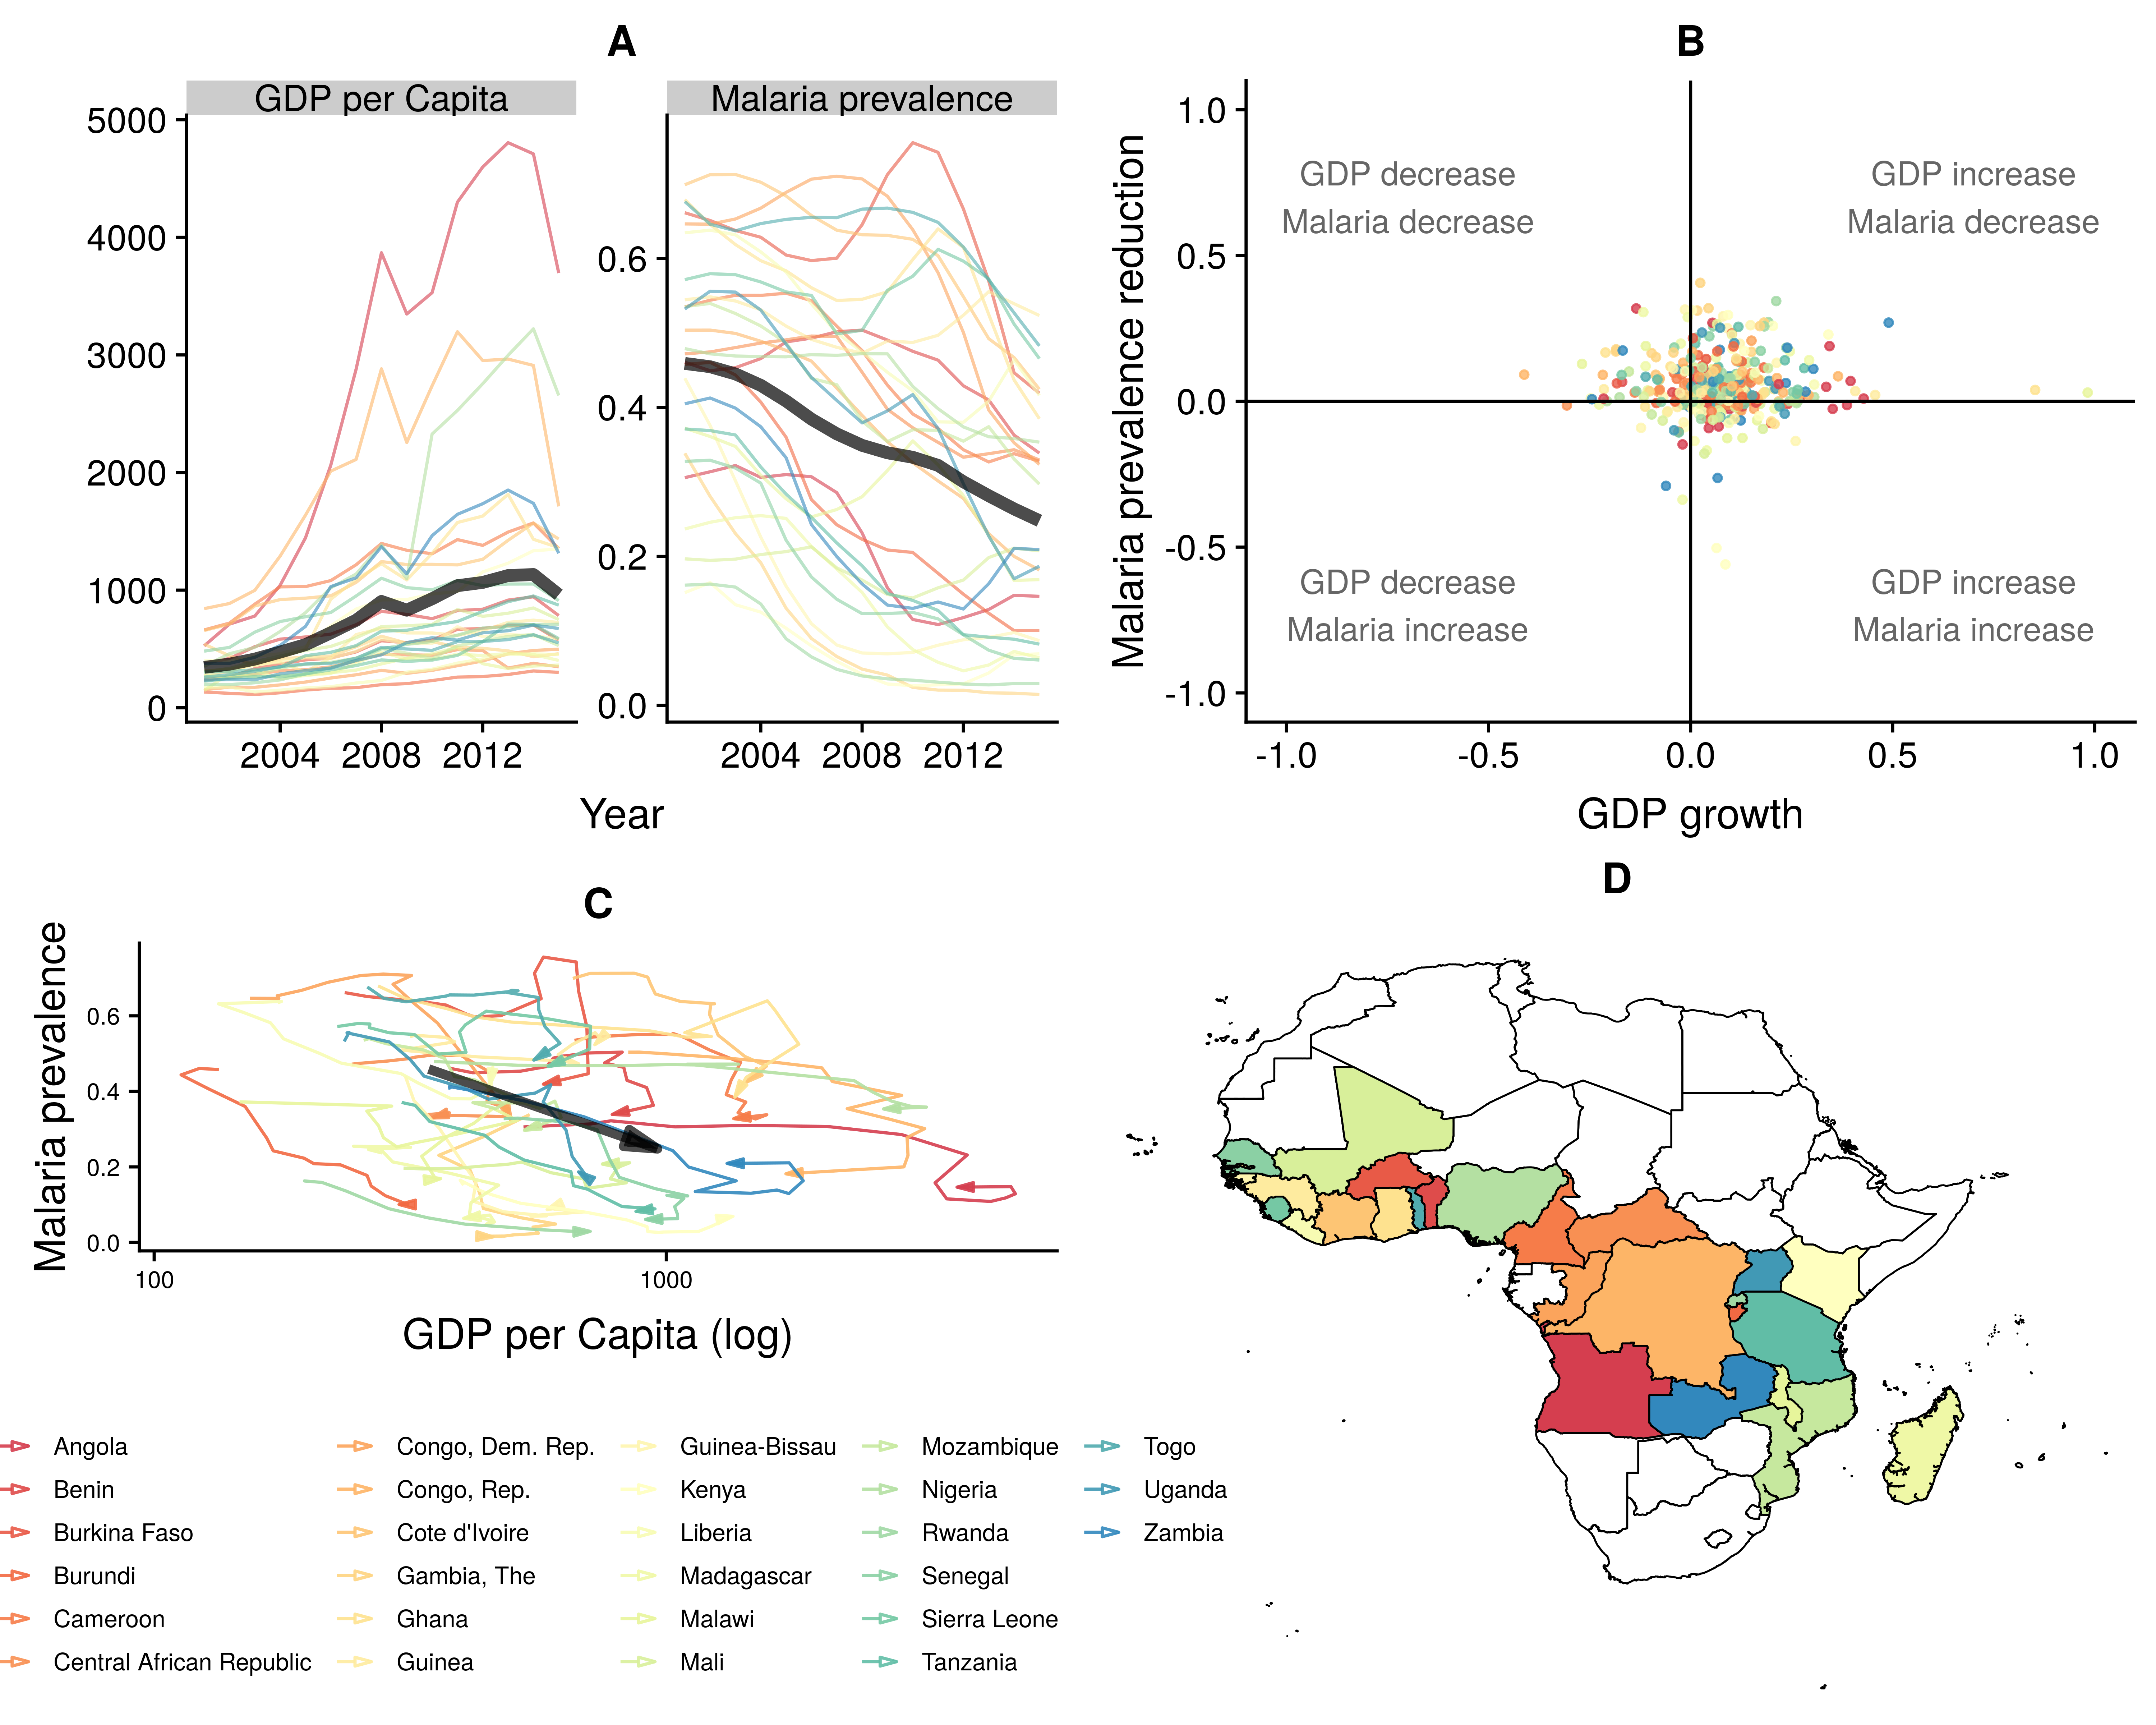 A
GDP per Capita
Malaria prevalence
5000
4000
3000
2000
1000
0
0.6
0.4
0.2
0.0
2004 2008 2012
2004 2008 2012
Year
B
Malaria prevalence reduction
1.0
0.5
0.0
-0.5
-1.0
GDP decrease
Malaria decrease
GDP increase
Malaria decrease
GDP decrease
Malaria increase
GDP increase
Malaria increase
-1.0 -0.5 0.0 0.5 1.0
GDP growth
C
Malaria prevalence
0.6
0.4
0.2
0.0
100 1000
GDP per Capita (log)
D
Angola
Benin
Burkina Faso
Burundi
Cameroon
Central African Republic
Congo, Dem. Rep.
Congo, Rep.
Cote d'Ivoire
Gambia, The
Ghana
Guinea
Guinea-Bissau
Kenya
Liberia
Madagascar
Malawi
Mali
Mozambique
Nigeria
Rwanda
Senegal
Sierra Leone
Tanzania
Togo
Uganda
Zambia